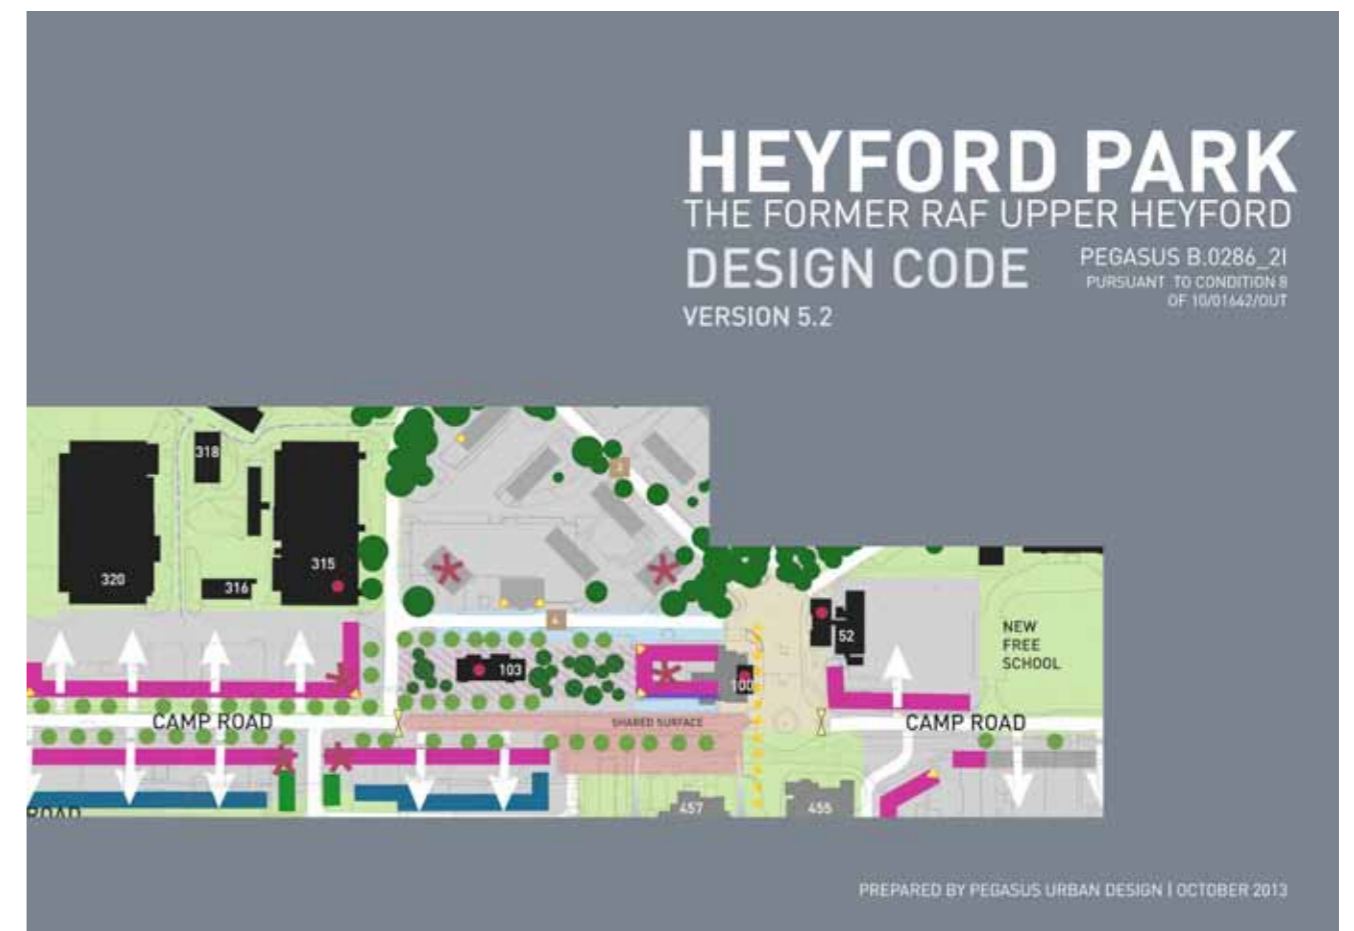 HEYFORD PARK
THE FORMER RAF UPPER HEYFORD
DESIGN CODE
PEGASUS B.0286_2I
PURSUANT TO CONDITION 8
OF 10/01642/OUT
VERSION 5.2
318
320
316
315
103
100
52
NEW
FREE
SCHOOL
CAMP ROAD
SHARED SURFACE
CAMP ROAD
457
455
ROAD
PREPARED BY PEGASUS URBAN DESIGN | OCTOBER 2013